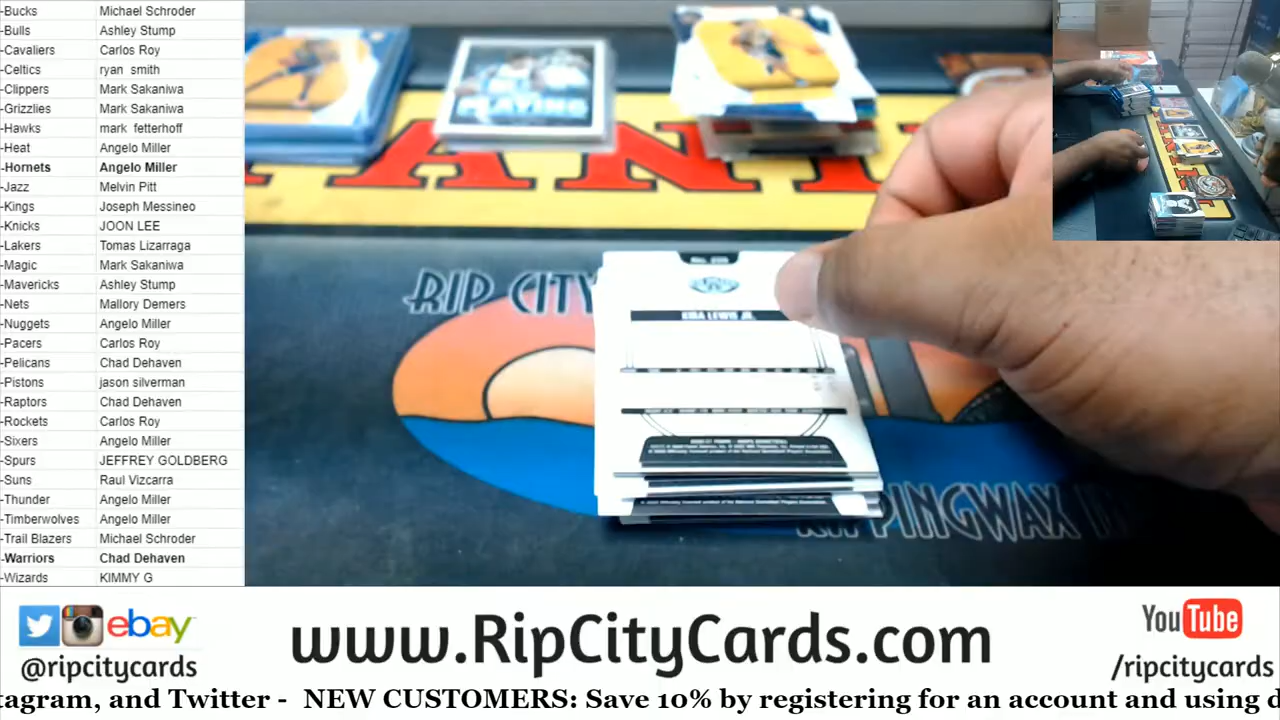 -Bucks Michael Schroder
-Bulls Ashley Stump
-Cavaliers Carlos Roy
-Celtics ryan smith
-Clippers Mark Sakaniwa
-Grizzlies Mark Sakaniwa
-Hawks mark fetterhoff
-Heat Angelo Miller
-Hornets Angelo Miller
-Jazz Melvin Pitt
-Kings Joseph Messineo
-Knicks JOON LEE
-Lakers Tomas Lizarraga
-Magic Mark Sakaniwa
-Mavericks Ashley Stump
-Nets Mallory Demers
-Nuggets Angelo Miller
-Pacers Carlos Roy
-Pelicans Chad Dehaven
-Pistons jason silverman
-Raptors Chad Dehaven
-Rockets Carlos Roy
-Sixers Angelo Miller
-Spurs JEFFREY GOLDBERG
-Suns Raul Vizcarra
-Thunder Angelo Miller
-Timberwolves Angelo Miller
-Trail Blazers Michael Schroder
-Warriors Chad Dehaven
-Wizards KIMMY G
RIP CITY
KIRA LEWIS JR.
RIPPINGWAX
ebay
@ripcitycards
www.RipCityCards.com
YouTube
/ripcitycards
stagram, and Twitter - NEW CUSTOMERS: Save 10% by registering for an account and using d